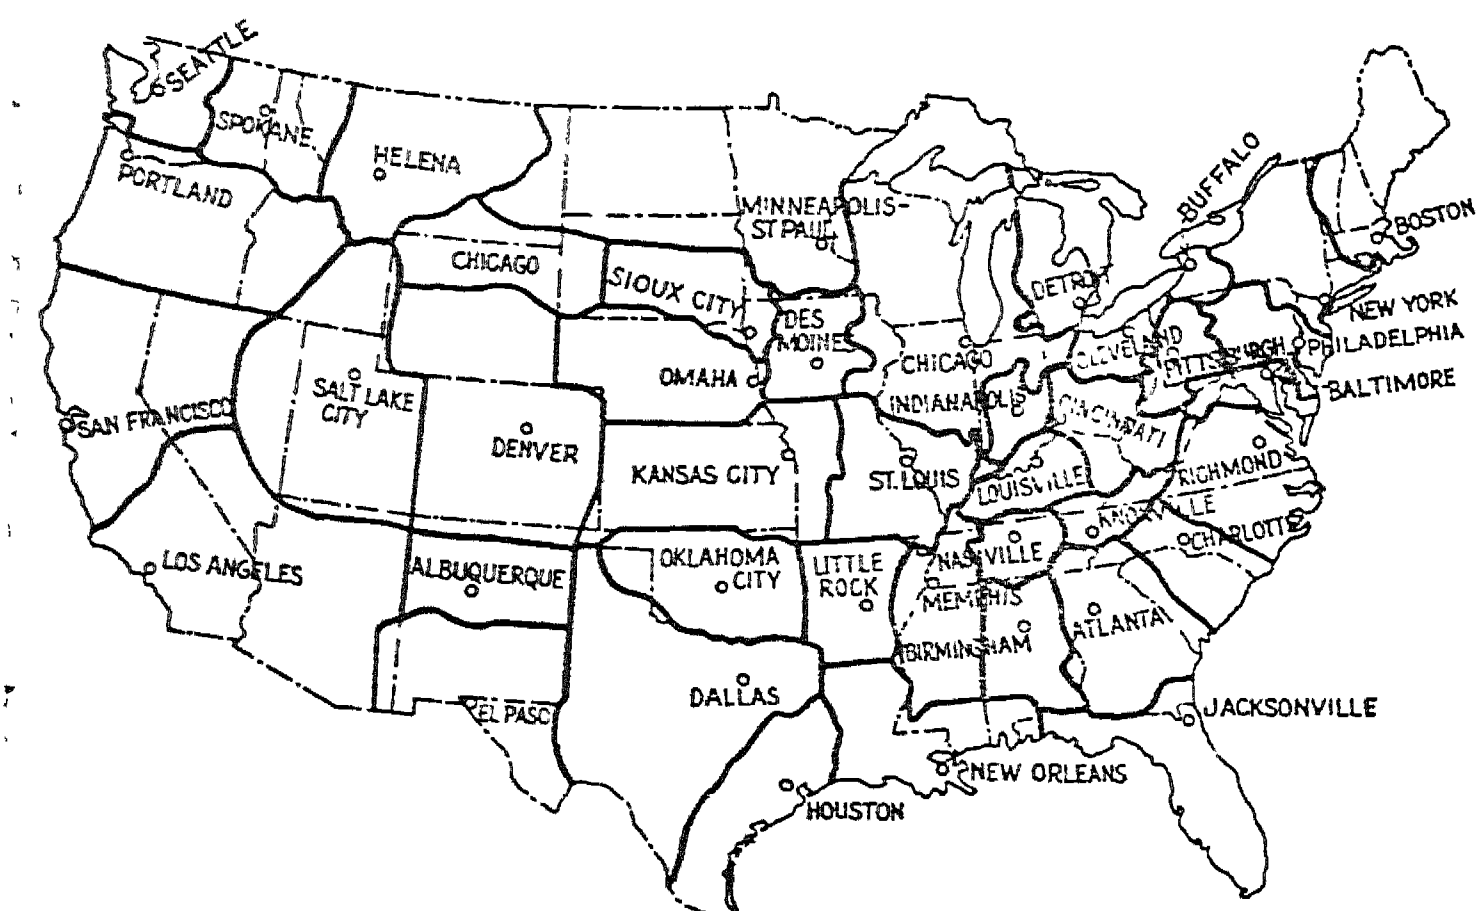 SEATTLE
SPOKANE
HELENA
PORTLAND
BUFFALO
MINNEAPOLIS-
ST PAUL
BOSTON
CHICAGO
SIOUX CITY
DETROIT
NEW YORK
DES
MOINES
CLEVELAND
PITTSBURGH
PHILADELPHIA
CHICAGO
OMAHA
SALT LAKE
CITY
INDIANAPOLIS
BALTIMORE
SAN FRANCISCO
CINCINNATI
DENVER
KANSAS CITY
ST. LOUIS
LOUISVILLE
RICHMOND
KNOXVILLE
CHARLOTTE
LOS ANGELES
ALBUQUERQUE
OKLAHOMA
CITY
LITTLE
ROCK
NASHVILLE
MEMPHIS
ATLANTA
BIRMINGHAM
DALLAS
EL PASO
JACKSONVILLE
NEW ORLEANS
HOUSTON